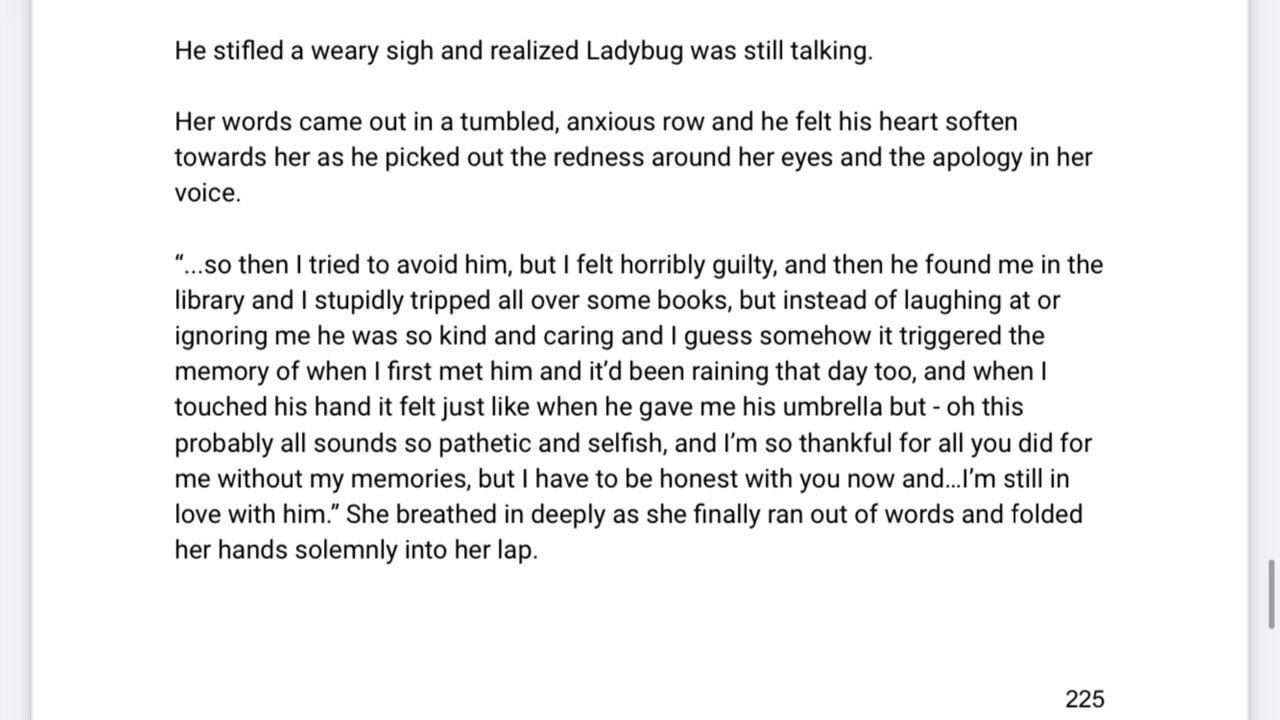 He stifled a weary sigh and realized Ladybug was still talking.
Her words came out in a tumbled, anxious row and he felt his heart soften
towards her as he picked out the redness around her eyes and the apology in her
voice.
“...so then I tried to avoid him, but I felt horribly guilty, and then he found me in the
library and I stupidly tripped all over some books, but instead of laughing at or
ignoring me he was so kind and caring and I guess somehow it triggered the
memory of when I first met him and it’d been raining that day too, and when I
touched his hand it felt just like when he gave me his umbrella but - oh this
probably all sounds so pathetic and selfish, and I’m so thankful for all you did for
me without my memories, but I have to be honest with you now and…I’m still in
love with him.” She breathed in deeply as she finally ran out of words and folded
her hands solemnly into her lap.
225